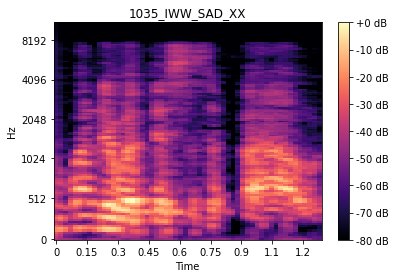 1035_IWW_SAD_XX
+0 dB
8192
-10 dB
4096
-20 dB
-30 dB
2048
Hz
-40 dB
1024
-50 dB
512
-60 dB
-70 dB
0
-80 dB
0 0.15 0.3 0.45 0.6 0.75 0.9 1.1 1.2
Time